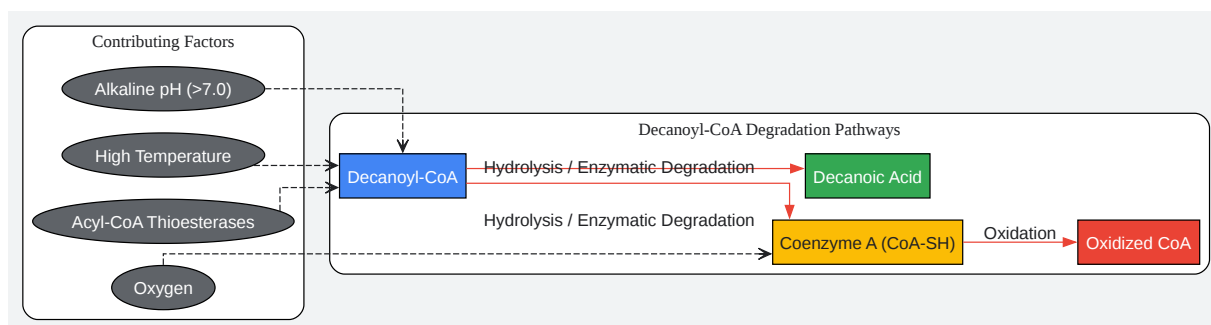 Contributing Factors
Alkaline pH (>7.0)
High Temperature
Acyl-CoA Thioesterases
Oxygen
Decanoyl-CoA Degradation Pathways
Decanoyl-CoA
Hydrolysis / Enzymatic Degradation
Decanoic Acid
Hydrolysis / Enzymatic Degradation
Coenzyme A (CoA-SH)
Oxidation
Oxidized CoA